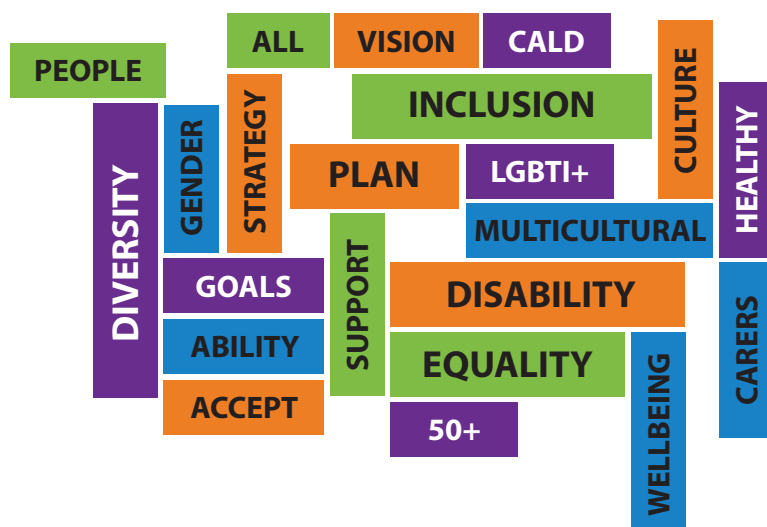 ALL
VISION
CALD
PEOPLE
INCLUSION
CULTURE
STRATEGY
HEALTHY
DIVERSITY
GENDER
PLAN
LGBTI+
MULTICULTURAL
GOALS
SUPPORT
DISABILITY
CARERS
ABILITY
EQUALITY
WELLBEING
ACCEPT
50+